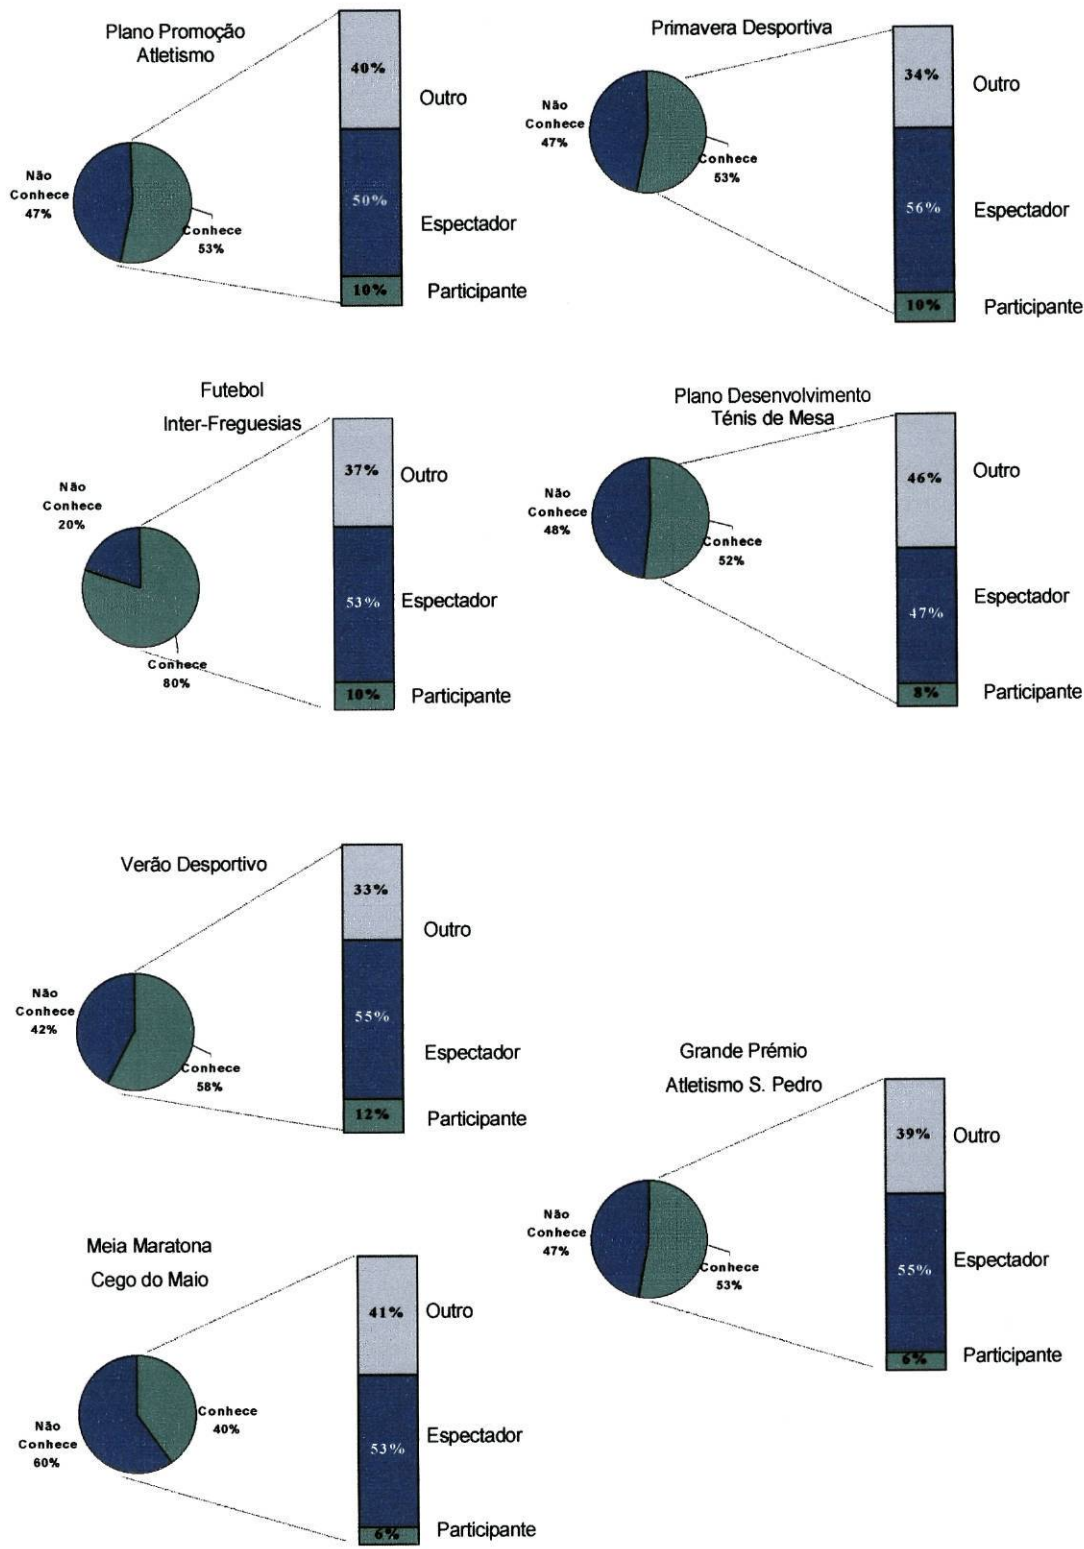 Plano Promoção
Atletismo
Não
Conhece
47%
Conhece
53%
40%
Outro
50%
Espectador
10%
Participante
Primavera Desportiva
Não
Conhece
47%
Conhece
53%
34%
Outro
56%
Espectador
10%
Participante
Futebol
Inter-Freguesias
Não
Conhece
20%
Conhece
80%
37%
Outro
53%
Espectador
10%
Participante
Plano Desenvolvimento
Ténis de Mesa
Não
Conhece
48%
Conhece
52%
46%
Outro
47%
Espectador
8%
Participante
Verão Desportivo
Não
Conhece
42%
Conhece
58%
33%
Outro
55%
Espectador
12%
Participante
Grande Prémio
Atletismo S. Pedro
Não
Conhece
47%
Conhece
53%
39%
Outro
55%
Espectador
6%
Participante
Meia Maratona
Cego do Maio
Não
Conhece
60%
Conhece
40%
41%
Outro
53%
Espectador
6%
Participante